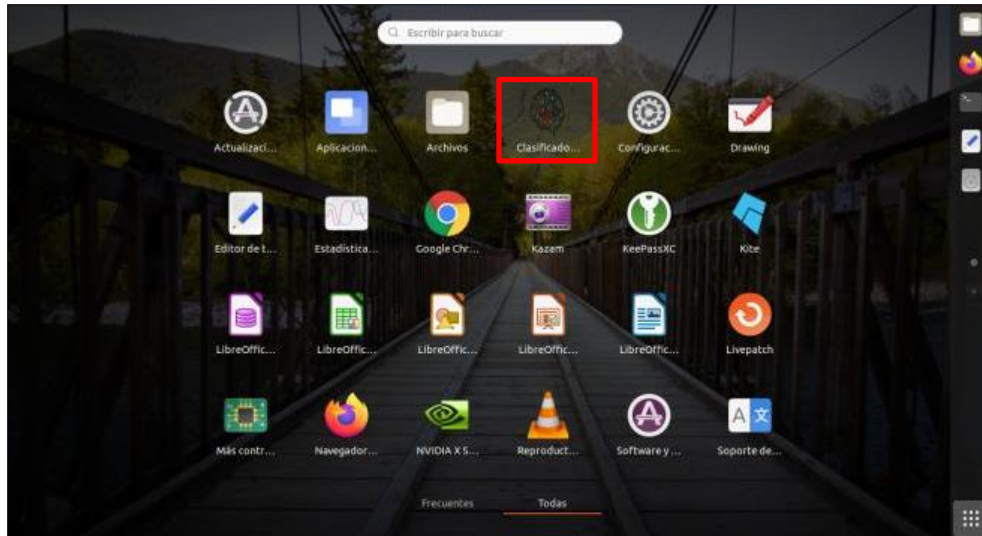 Escribir para buscar
Actualizaci...
Aplicacion...
Archivos
Clasificado...
Configurac...
Drawing
Editor de t...
Estadística...
Google Chr...
Kazam
KeePassXC
Kite
LibreOffic...
LibreOffic...
LibreOffic...
LibreOffic...
LibreOffic...
Livepatch
Más contr...
Navegador...
NVIDIA X S...
Reproduct...
Software y ...
Soporte de...
Frecuentes
Todas